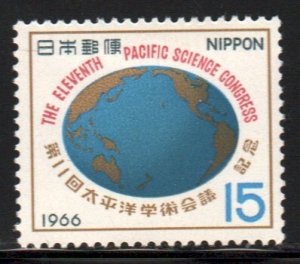 日本郵便 NIPPON
THE ELEVENTH PACIFIC SCIENCE CONGRESS
第11回太平洋学術会議
記念
1966
15